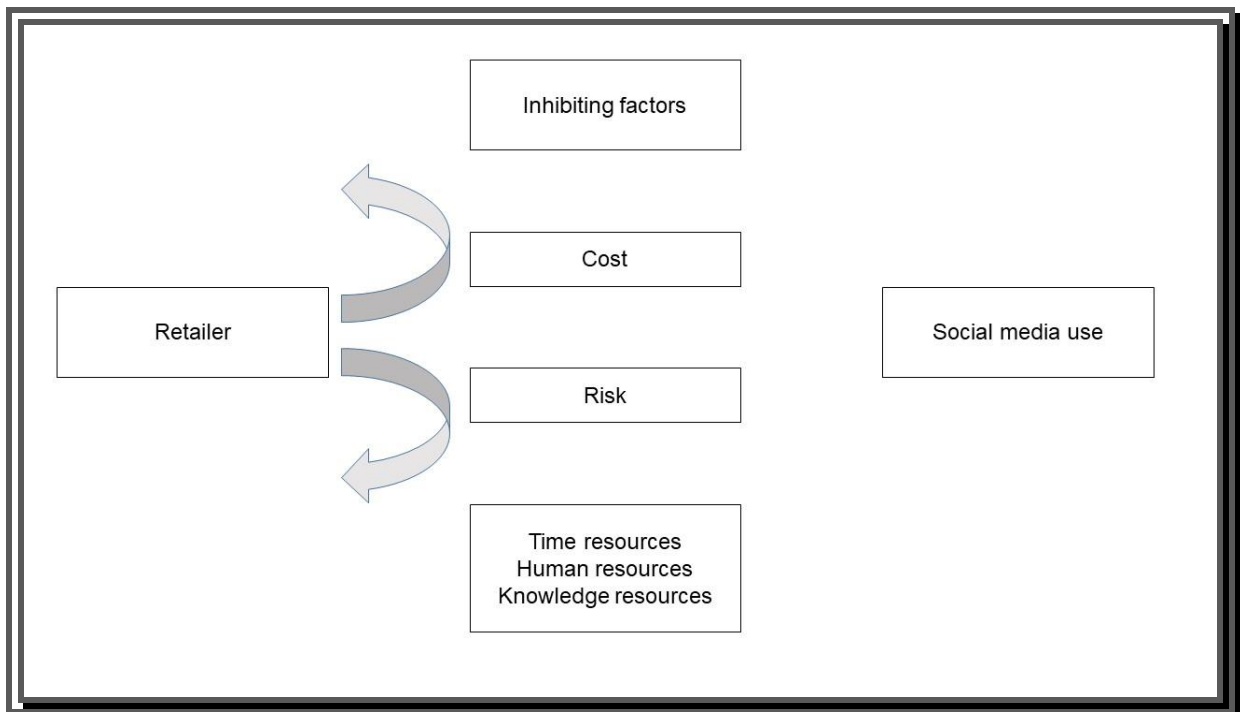 Inhibiting factors
Cost
Retailer
Social media use
Risk
Time resources
Human resources
Knowledge resources